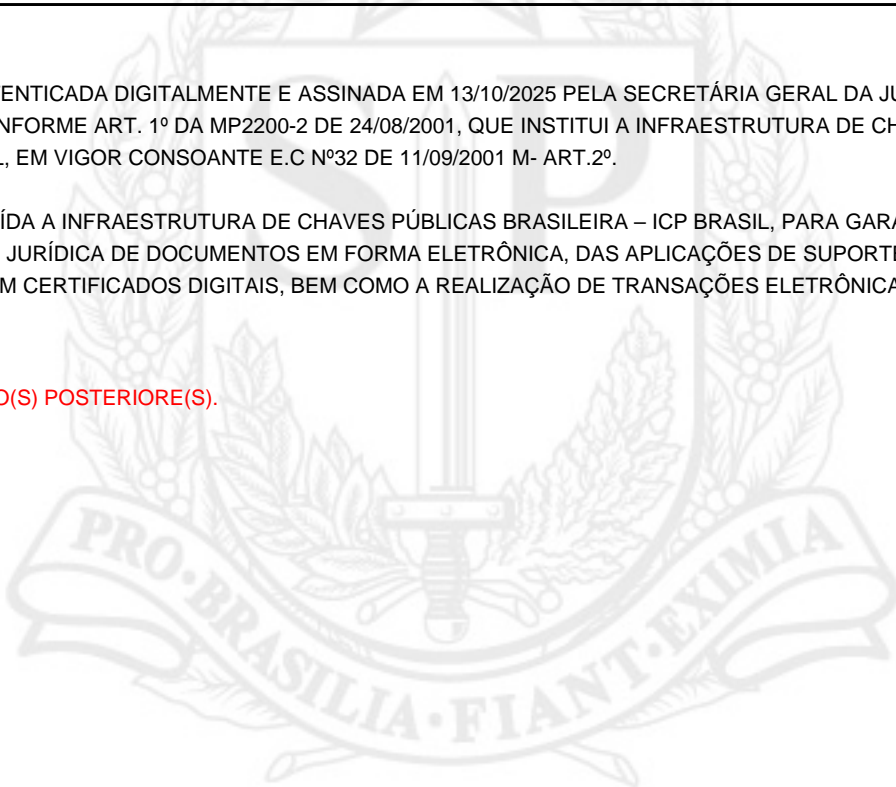 ENTICADA DIGITALMENTE E ASSINADA EM 13/10/2025 PELA SECRETÁRIA GERAL DA JU
NFORME ART. 1º DA MP2200-2 DE 24/08/2001, QUE INSTITUI A INFRAESTRUTURA DE CH
L, EM VIGOR CONSOANTE E.C Nº32 DE 11/09/2001 M- ART.2º.
ÍDA A INFRAESTRUTURA DE CHAVES PÚBLICAS BRASILEIRA – ICP BRASIL, PARA GARA
JURÍDICA DE DOCUMENTOS EM FORMA ELETRÔNICA, DAS APLICAÇÕES DE SUPORTE
M CERTIFICADOS DIGITAIS, BEM COMO A REALIZAÇÃO DE TRANSAÇÕES ELETRÔNICA
O(S) POSTERIORE(S).
SP
PRO·BRASILIA·FIANT·EXIMIA